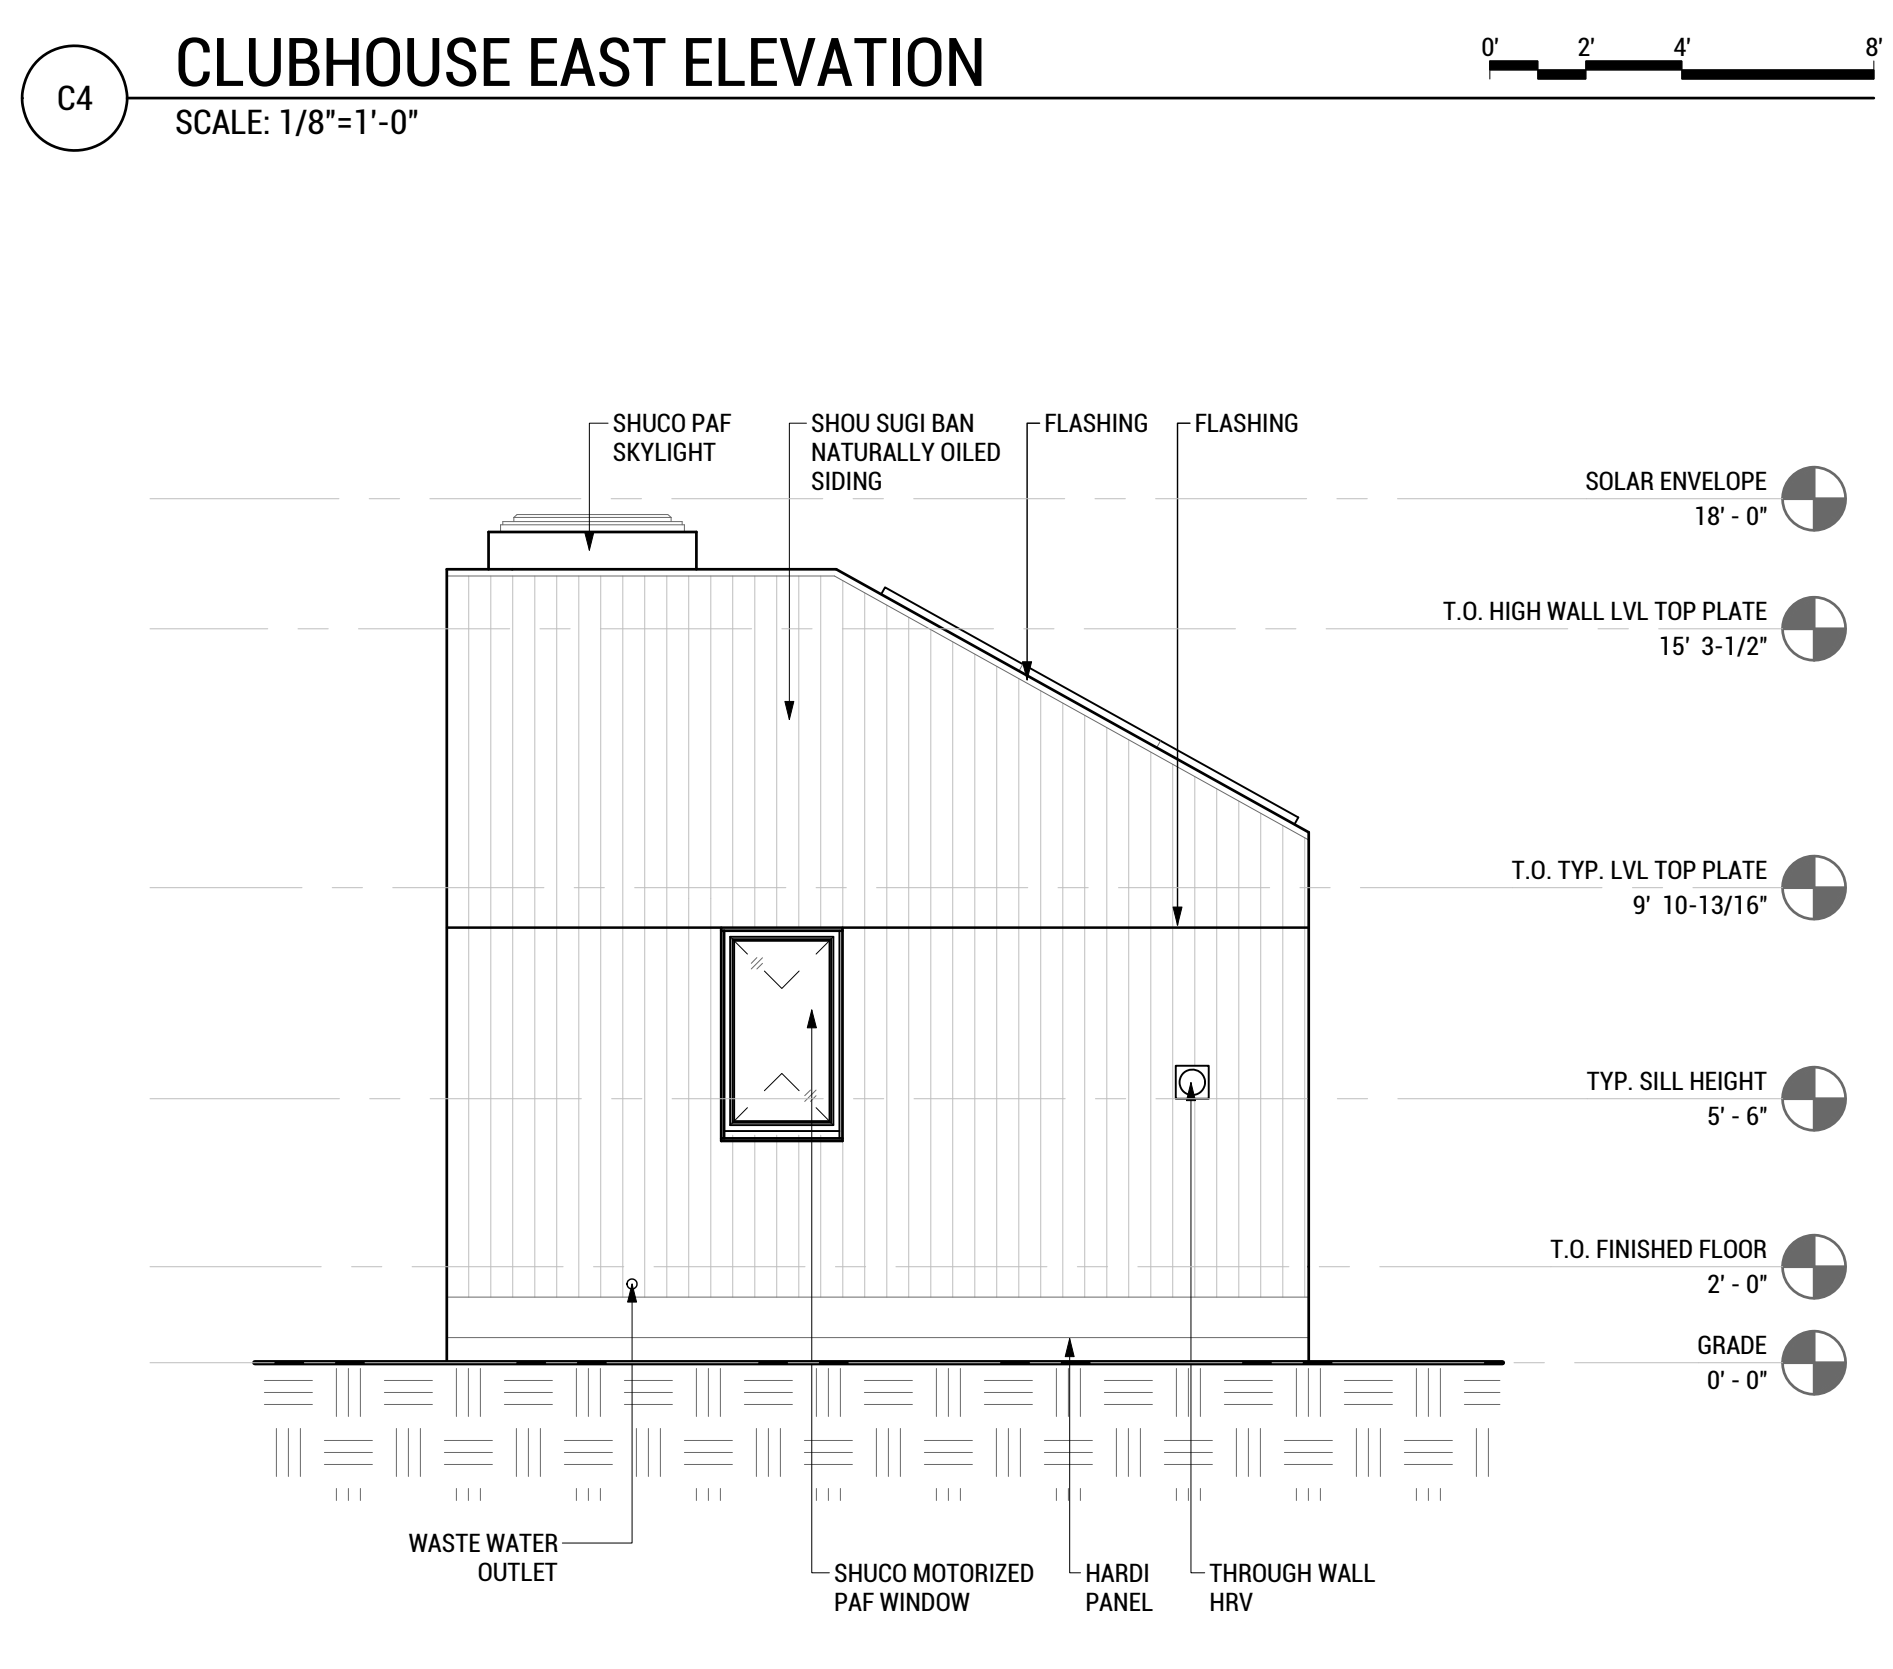 C4
CLUBHOUSE EAST ELEVATION
SCALE: 1/8"=1'-0"
0' 2' 4' 8'
SHUCO PAF
SKYLIGHT
SHOU SUGI BAN
NATURALLY OILED
SIDING
FLASHING
FLASHING
SOLAR ENVELOPE
18' - 0"
T.O. HIGH WALL LVL TOP PLATE
15' 3-1/2"
T.O. TYP. LVL TOP PLATE
9' 10-13/16"
TYP. SILL HEIGHT
5' - 6"
T.O. FINISHED FLOOR
2' - 0"
GRADE
0' - 0"
WASTE WATER
OUTLET
SHUCO MOTORIZED
PAF WINDOW
HARDI
PANEL
THROUGH WALL
HRV